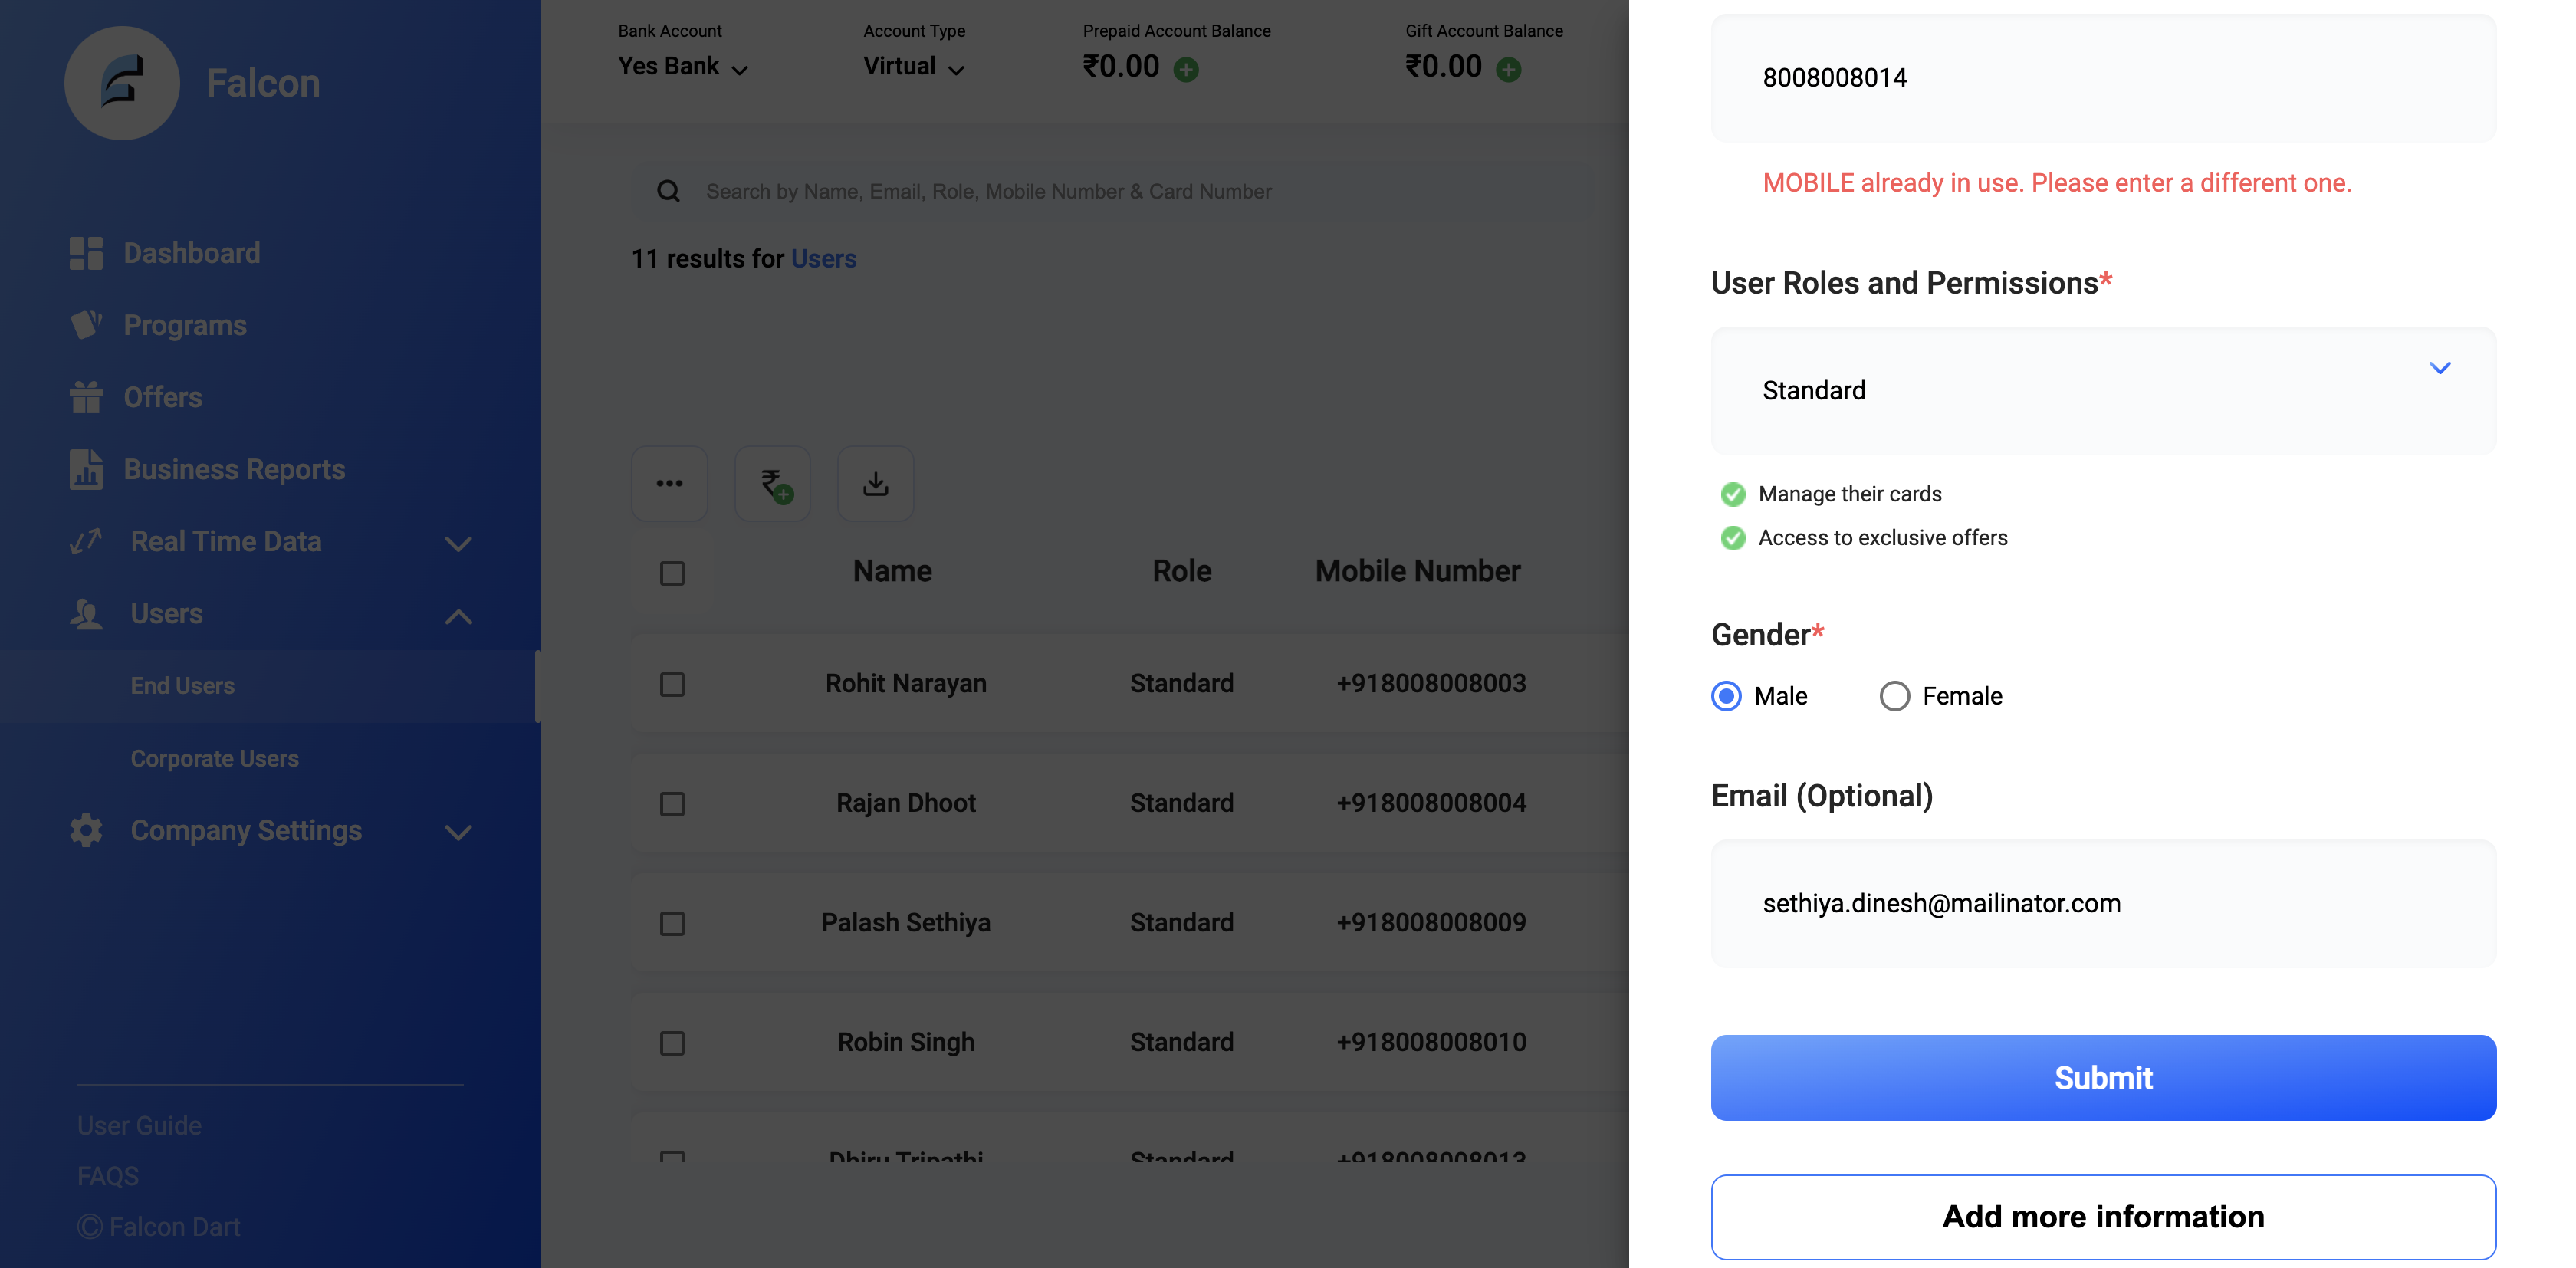 Falcon
Dashboard
Programs
Offers
Business Reports
Real Time Data
Users
End Users
Corporate Users
Company Settings
User Guide
FAQS
© Falcon Dart
Bank Account
Yes Bank
Account Type
Virtual
Prepaid Account Balance
₹0.00
Gift Account Balance
₹0.00
Search by Name, Email, Role, Mobile Number & Card Number
11 results for Users
Name Role Mobile Number
Rohit Narayan Standard +918008008003
Rajan Dhoot Standard +918008008004
Palash Sethiya Standard +918008008009
Robin Singh Standard +918008008010
Dhiru Tripathi Standard +918008008013
8008008014
MOBILE already in use. Please enter a different one.
User Roles and Permissions*
Standard
Manage their cards
Access to exclusive offers
Gender*
Male Female
Email (Optional)
sethiya.dinesh@mailinator.com
Submit
Add more information